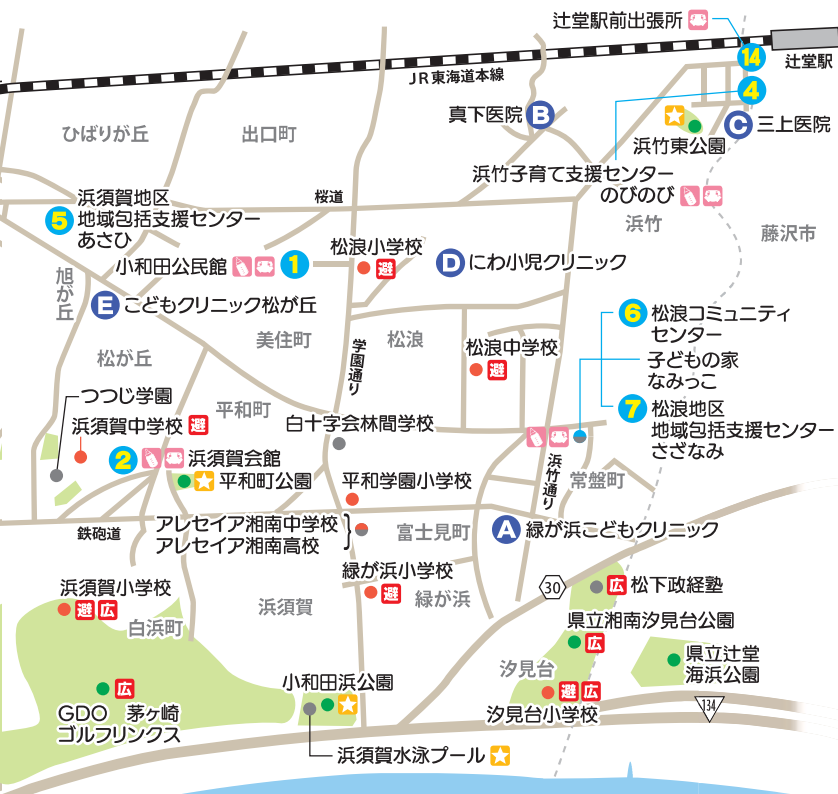 辻堂駅前出張所
14
辻堂駅
JR東海道本線
4
真下医院
B
C
三上医院
ひばりが丘
出口町
浜竹東公園
浜竹子育て支援センター
のびのび
桜道
浜須賀地区
5
地域包括支援センター
あさひ
浜竹
藤沢市
松浪小学校
避
小和田公民館
1
D
にわ小児クリニック
旭が丘
E
こどもクリニック松が丘
6
松浪コミュニティ
センター
美住町
松浪
学園通り
松浪中学校
避
松が丘
子どもの家
なみっこ
つつじ学園
平和町
7
松浪地区
地域包括支援センター
さざなみ
浜須賀中学校
避
白十字会林間学校
2
浜須賀会館
平和町公園
平和学園小学校
浜竹通り
常盤町
鉄砲道
アレセイア湘南中学校
アレセイア湘南高校
富士見町
A
緑が浜こどもクリニック
緑が浜小学校
避
緑が浜
30
広
松下政経塾
浜須賀小学校
避
広
白浜町
浜須賀
県立湘南汐見台公園
広
県立辻堂
海浜公園
汐見台
避
広
汐見台小学校
134
広
GDO 茅ヶ崎
ゴルフリンクス
小和田浜公園
浜須賀水泳プール